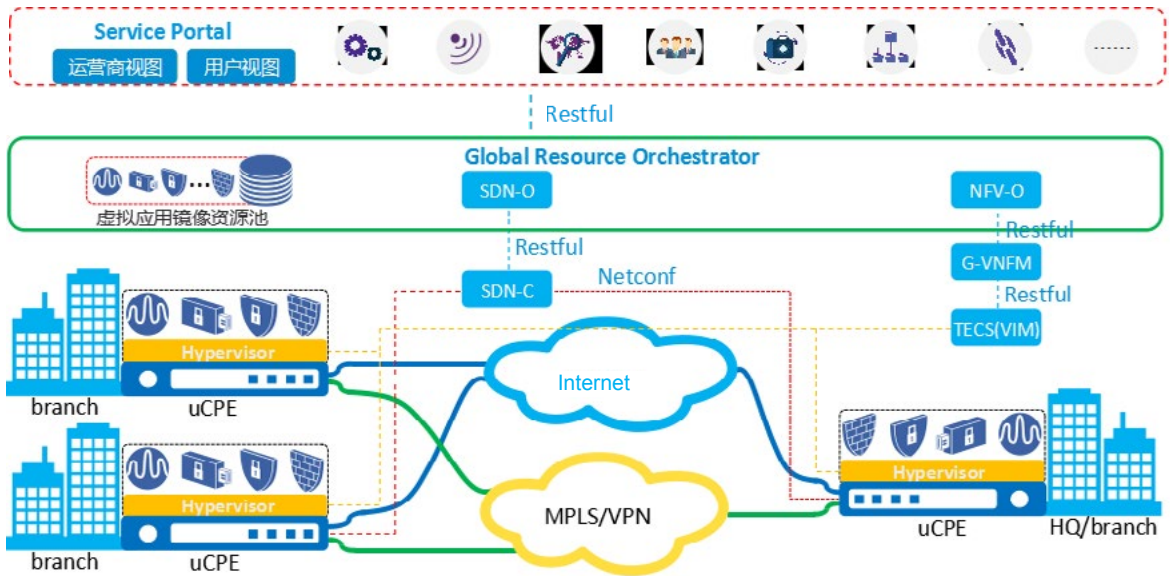 Service Portal
运营商视图
用户视图
......
Restful
Global Resource Orchestrator
...
虚拟应用镜像资源池
SDN-O
NFV-O
Restful
Restful
G-VNFM
Netconf
SDN-C
Restful
TECS(VIM)
Hypervisor
branch
uCPE
Internet
Hypervisor
branch
uCPE
MPLS/VPN
Hypervisor
uCPE
HQ/branch